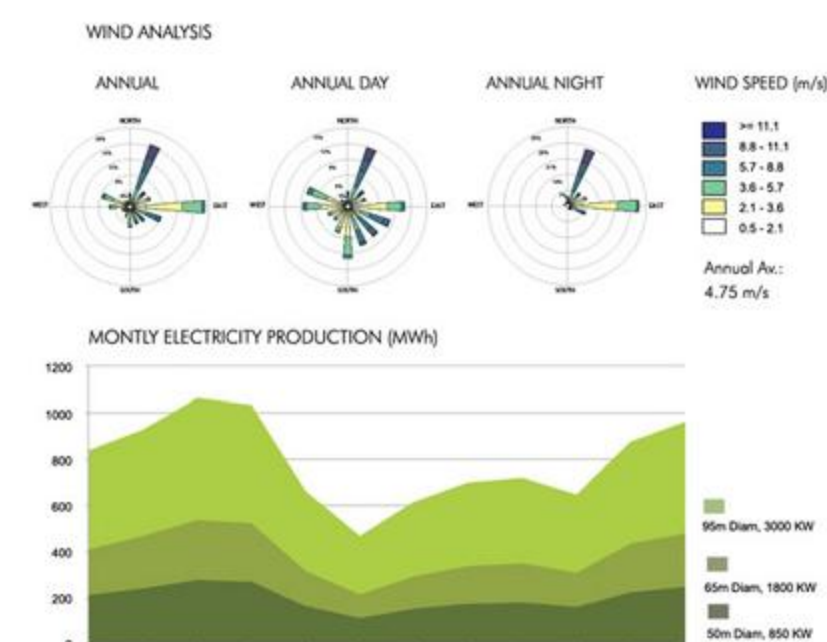 WIND ANALYSIS
ANNUAL
ANNUAL DAY
ANNUAL NIGHT
WIND SPEED (m/s)
NORTH
NORTH
NORTH
WEST
EAST
WEST
EAST
WEST
EAST
SOUTH
SOUTH
SOUTH
>= 11.1
8.8 - 11.1
5.7 - 8.8
3.6 - 5.7
2.1 - 3.6
0.5 - 2.1
Annual Av.:
4.75 m/s
MONTLY ELECTRICITY PRODUCTION (MWh)
1200
1000
800
600
400
200
95m Diam, 3000 KW
65m Diam, 1800 KW
50m Diam, 850 KW